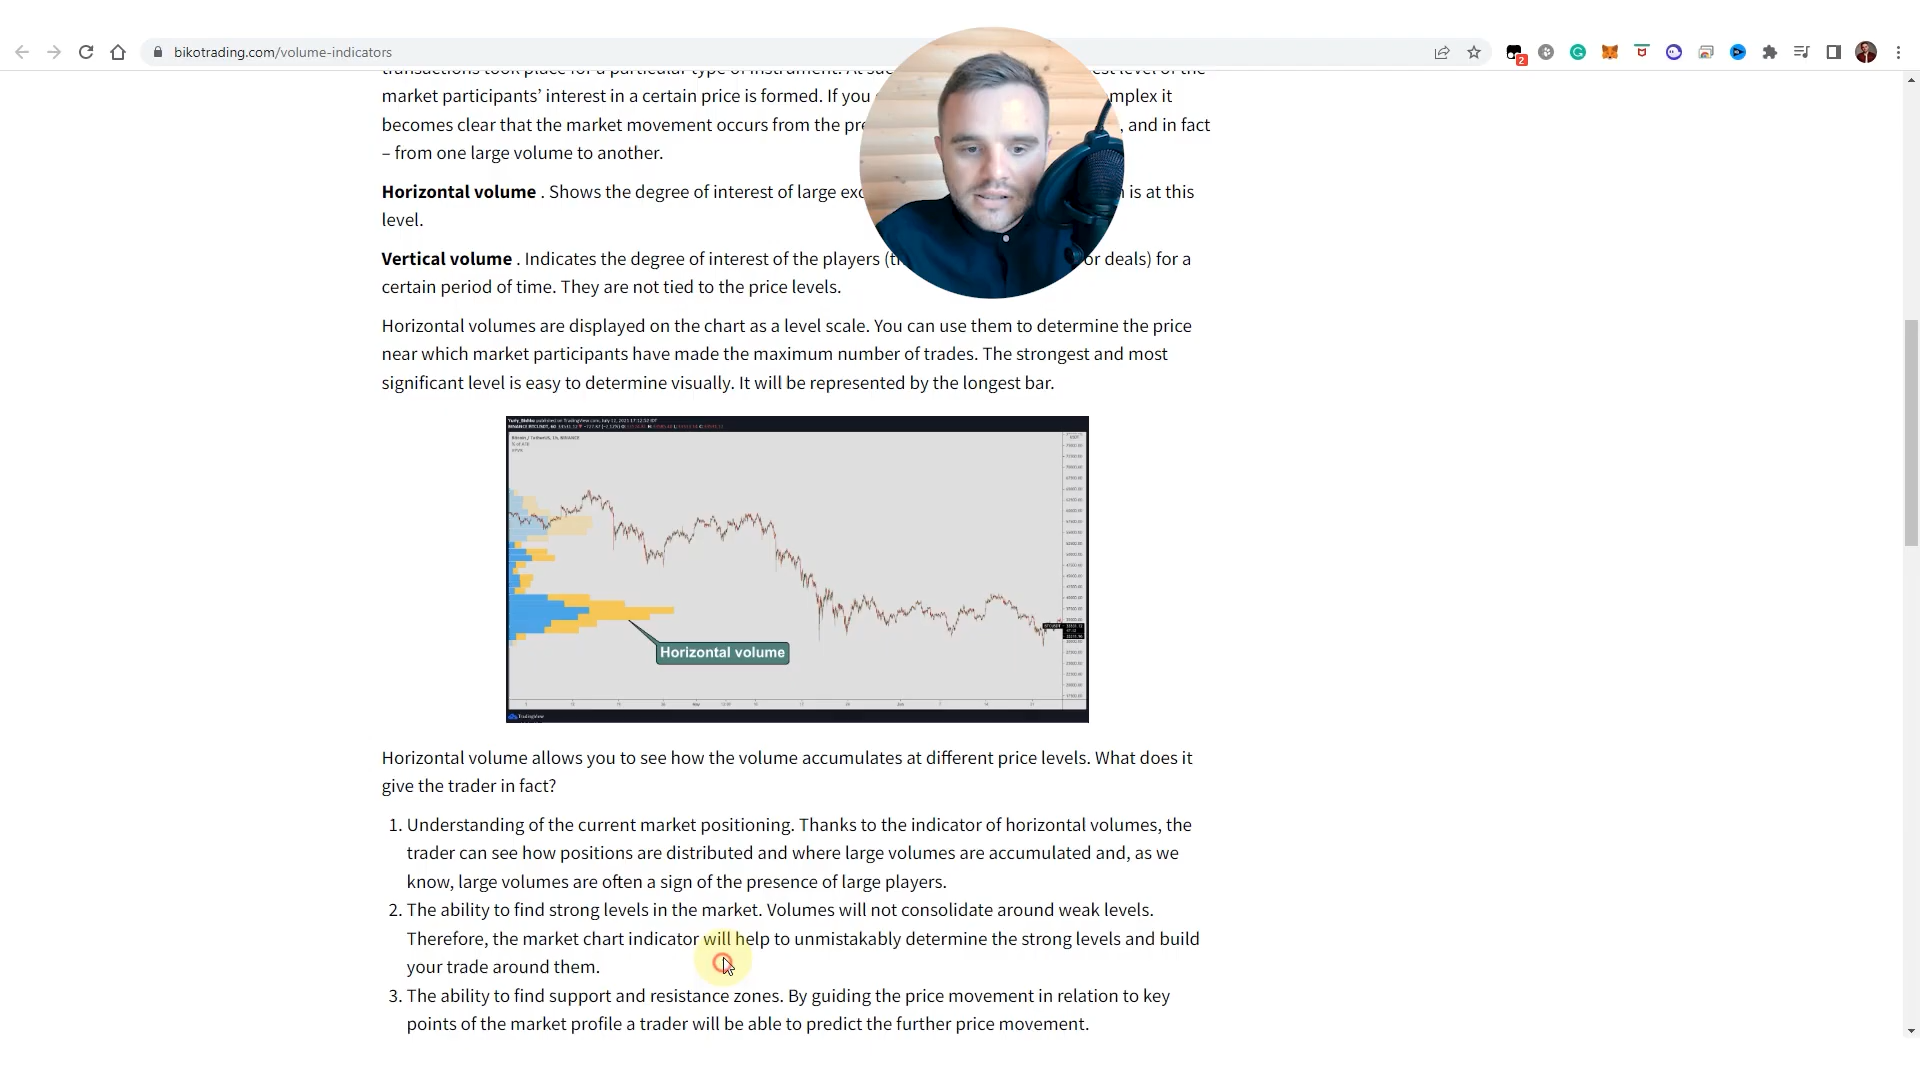 bikotrading.com/volume-indicators
2
market participants’ interest in a certain price is formed. If you mplex it
becomes clear that the market movement occurs from the pre , and in fact
– from one large volume to another.
Horizontal volume . Shows the degree of interest of large exc is at this
level.
Vertical volume . Indicates the degree of interest of the players (t or deals) for a
certain period of time. They are not tied to the price levels.
Horizontal volumes are displayed on the chart as a level scale. You can use them to determine the price
near which market participants have made the maximum number of trades. The strongest and most
significant level is easy to determine visually. It will be represented by the longest bar.
Horizontal volume
TradingView
Horizontal volume allows you to see how the volume accumulates at different price levels. What does it
give the trader in fact?
1. Understanding of the current market positioning. Thanks to the indicator of horizontal volumes, the
trader can see how positions are distributed and where large volumes are accumulated and, as we
know, large volumes are often a sign of the presence of large players.
2. The ability to find strong levels in the market. Volumes will not consolidate around weak levels.
Therefore, the market chart indicator will help to unmistakably determine the strong levels and build
your trade around them.
3. The ability to find support and resistance zones. By guiding the price movement in relation to key
points of the market profile a trader will be able to predict the further price movement.